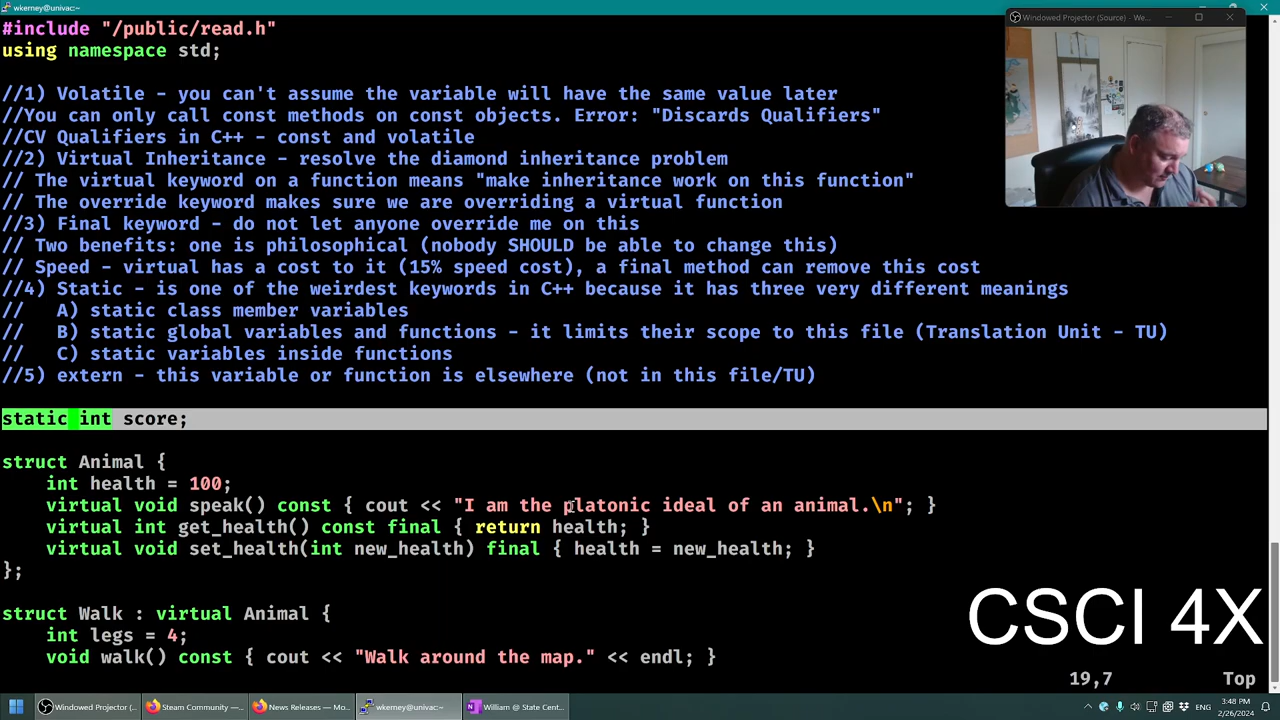 wkerney@univac:~
#include "/public/read.h"
using namespace std;
Windowed Projector (Source) - We...
//1) Volatile - you can't assume the variable will have the same value later
//You can only call const methods on const objects. Error: "Discards Qualifiers"
//CV Qualifiers in C++ - const and volatile
//2) Virtual Inheritance - resolve the diamond inheritance problem
// The virtual keyword on a function means "make inheritance work on this function"
// The override keyword makes sure we are overriding a virtual function
//3) Final keyword - do not let anyone override me on this
// Two benefits: one is philosophical (nobody SHOULD be able to change this)
// Speed - virtual has a cost to it (15% speed cost), a final method can remove this cost
//4) Static - is one of the weirdest keywords in C++ because it has three very different meanings
//   A) static class member variables
//   B) static global variables and functions - it limits their scope to this file (Translation Unit - TU)
//   C) static variables inside functions
//5) extern - this variable or function is elsewhere (not in this file/TU)
static int score;
struct Animal {
    int health = 100;
    virtual void speak() const { cout << "I am the platonic ideal of an animal.\n"; }
    virtual int get_health() const final { return health; }
    virtual void set_health(int new_health) final { health = new_health; }
};
struct Walk : virtual Animal {
    int legs = 4;
    void walk() const { cout << "Walk around the map." << endl; }
CSCI 4X
19,7 Top
Windowed Projector (...
Steam Community —...
News Releases — Mo...
wkerney@univac:~
William @ State Cent...
3:48 PM
2/26/2024